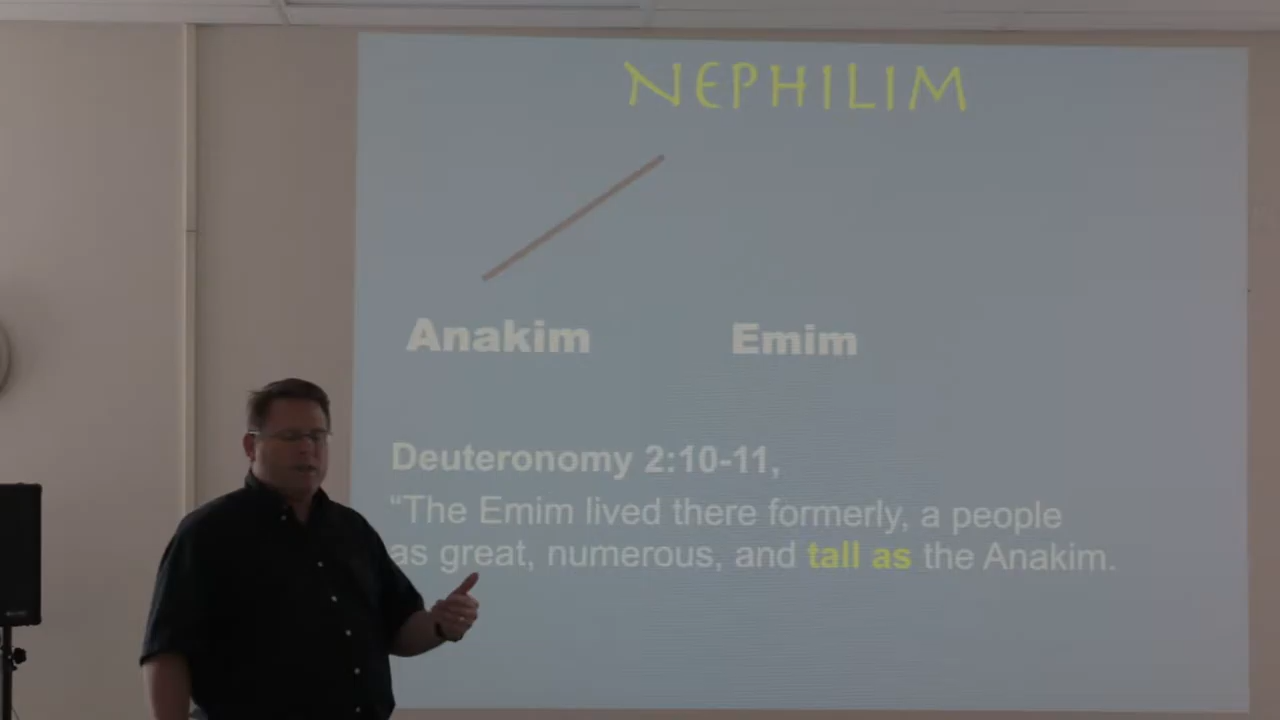 NEPHILIM
Anakim Emim
Deuteronomy 2:10-11,
“The Emim lived there formerly, a people
as great, numerous, and tall as the Anakim.